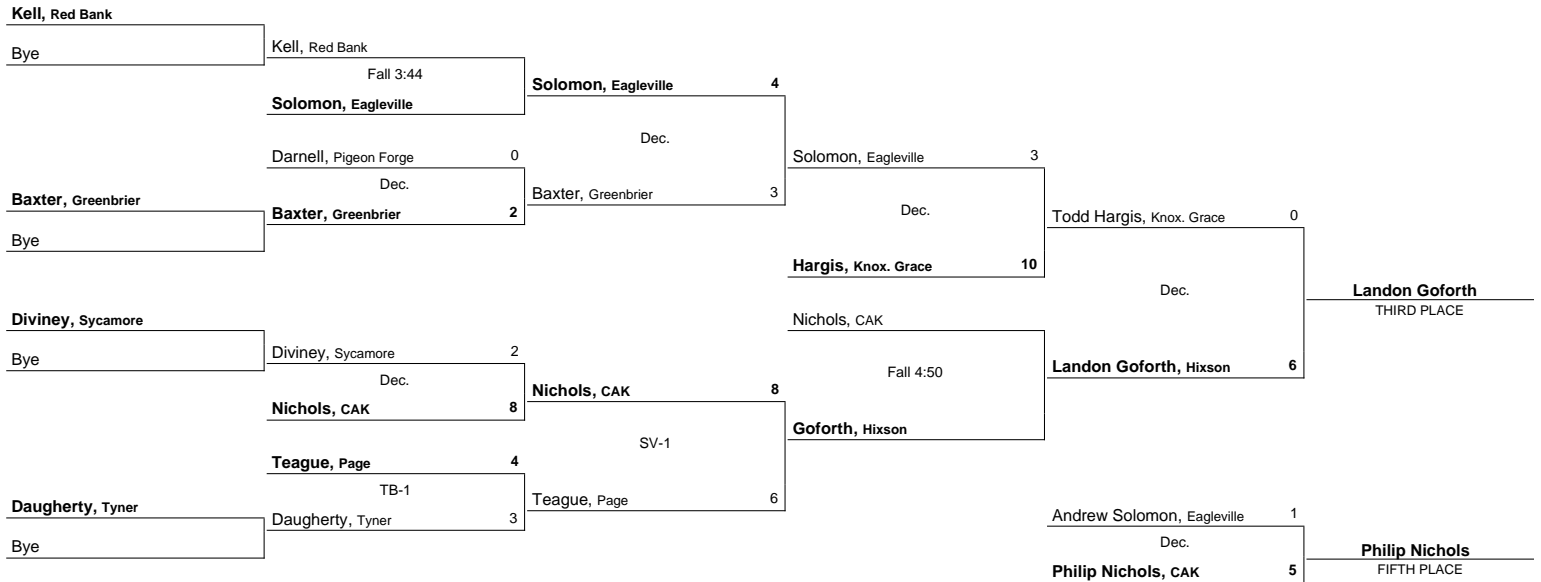 Kell, Red Bank
Bye
Kell, Red Bank
Fall 3:44
Solomon, Eagleville
Solomon, Eagleville 4
Dec.
Darnell, Pigeon Forge 0
Dec.
Baxter, Greenbrier
Baxter, Greenbrier 2
Bye
Baxter, Greenbrier 3
Solomon, Eagleville 3
Dec.
Hargis, Knox. Grace 10
Todd Hargis, Knox. Grace 0
Dec.
Landon Goforth
THIRD PLACE
Diviney, Sycamore
Bye
Diviney, Sycamore 2
Dec.
Nichols, CAK 8
Nichols, CAK 8
SV-1
Teague, Page 4
TB-1
Daugherty, Tyner
Daugherty, Tyner 3
Bye
Teague, Page 6
Nichols, CAK
Fall 4:50
Goforth, Hixson
Landon Goforth, Hixson 6
Andrew Solomon, Eagleville 1
Dec.
Philip Nichols, CAK 5
Philip Nichols
FIFTH PLACE